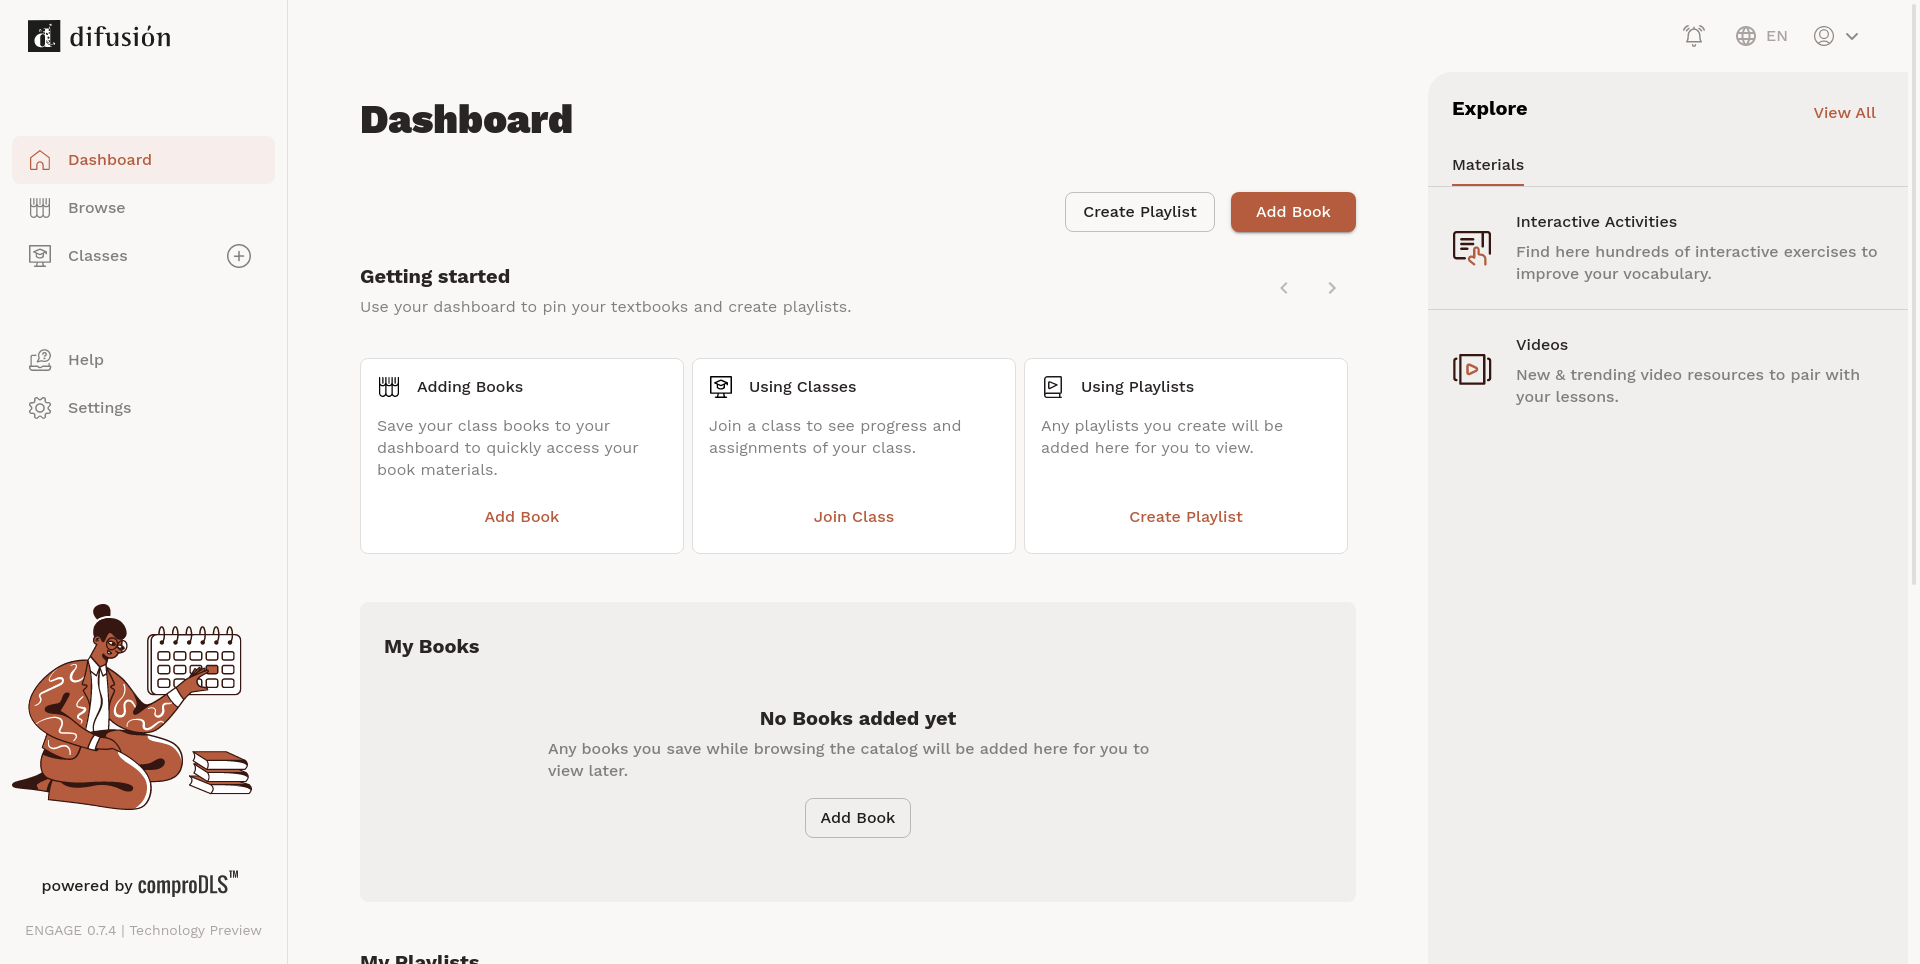 difusión
Dashboard
Browse
Classes
Help
Settings
powered by comproDLS™
ENGAGE 0.7.4 | Technology Preview
EN
Dashboard
Create Playlist
Add Book
Getting started
Use your dashboard to pin your textbooks and create playlists.
Adding Books
Save your class books to your
dashboard to quickly access your
book materials.
Add Book
Using Classes
Join a class to see progress and
assignments of your class.
Join Class
Using Playlists
Any playlists you create will be
added here for you to view.
Create Playlist
My Books
No Books added yet
Any books you save while browsing the catalog will be added here for you to
view later.
Add Book
My Playlists
Explore
View All
Materials
Interactive Activities
Find here hundreds of interactive exercises to
improve your vocabulary.
Videos
New & trending video resources to pair with
your lessons.